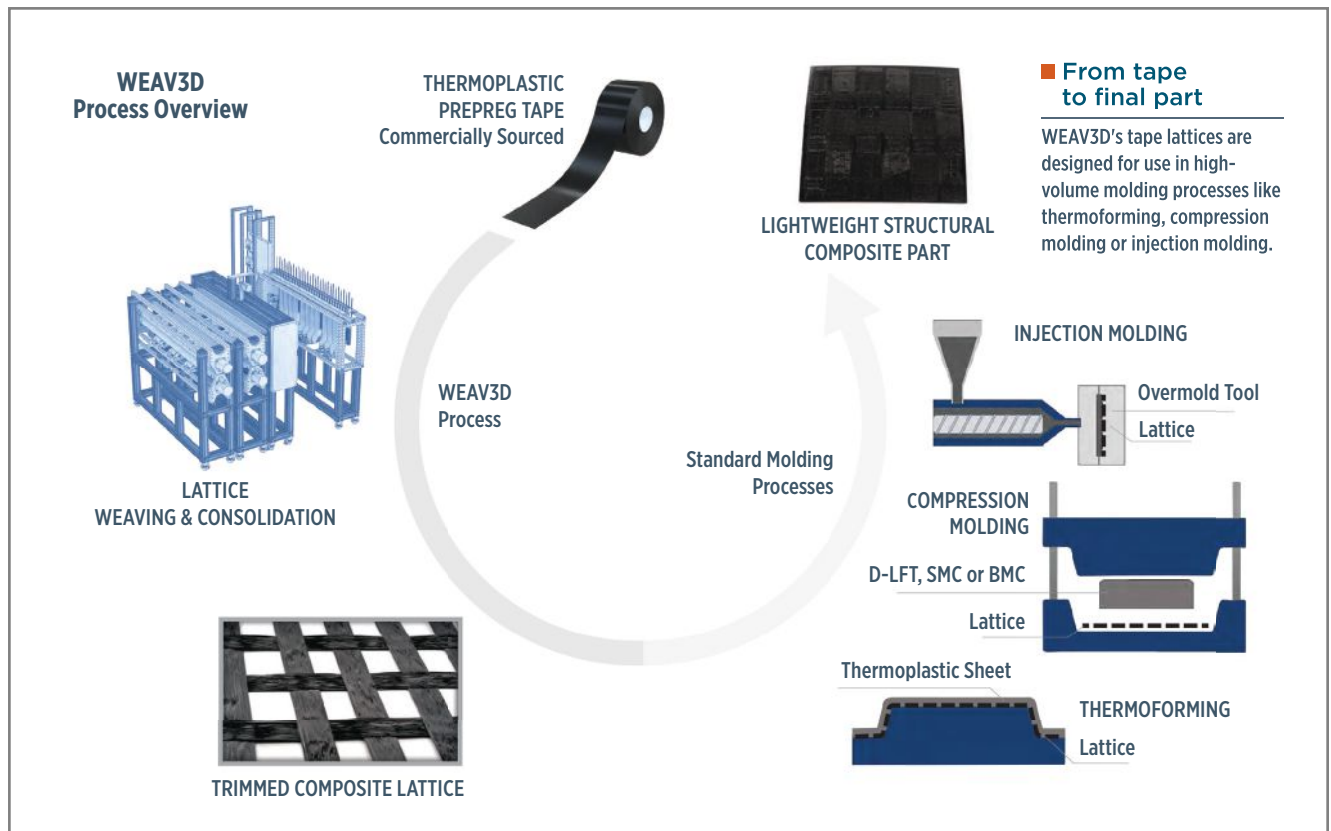 WEAV3D
Process Overview
THERMOPLASTIC
PREPREG TAPE
Commercially Sourced
LIGHTWEIGHT STRUCTURAL
COMPOSITE PART
From tape
to final part
WEAV3D's tape lattices are
designed for use in high-
volume molding processes like
thermoforming, compression
molding or injection molding.
LATTICE
WEAVING & CONSOLIDATION
WEAV3D
Process
Standard Molding
Processes
INJECTION MOLDING
Overmold Tool
Lattice
COMPRESSION
MOLDING
D-LFT, SMC or BMC
Lattice
Thermoplastic Sheet
THERMOFORMING
Lattice
TRIMMED COMPOSITE LATTICE